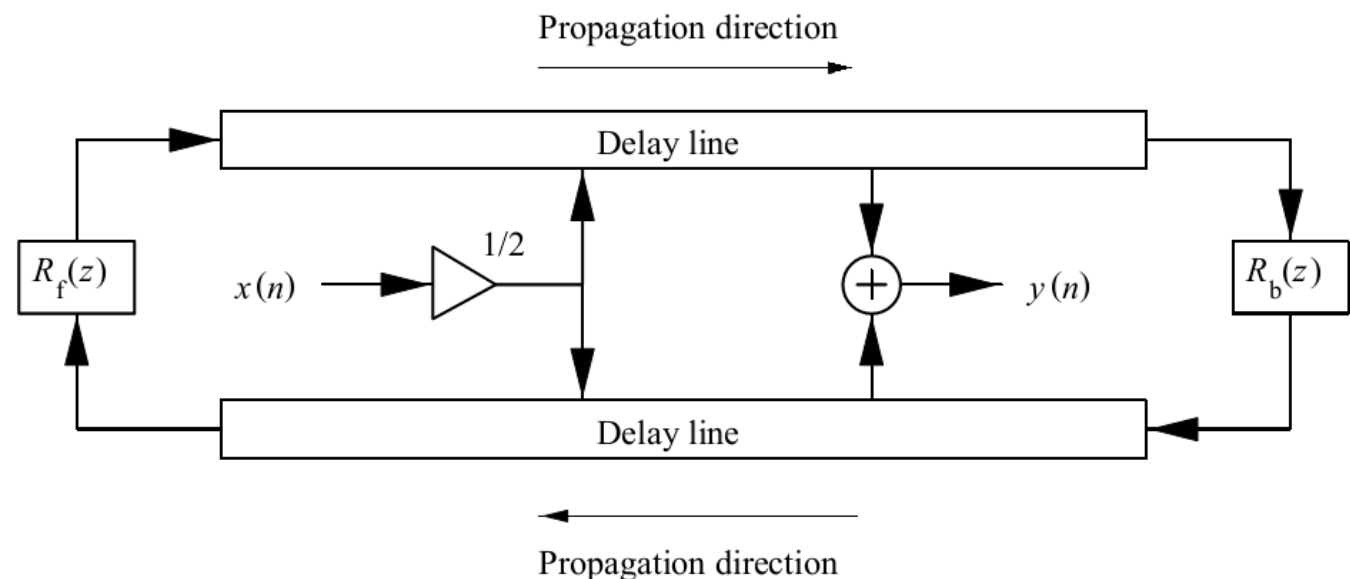 Propagation direction
Delay line
1/2
R_f(z)
x(n)
y(n)
R_b(z)
Delay line
Propagation direction